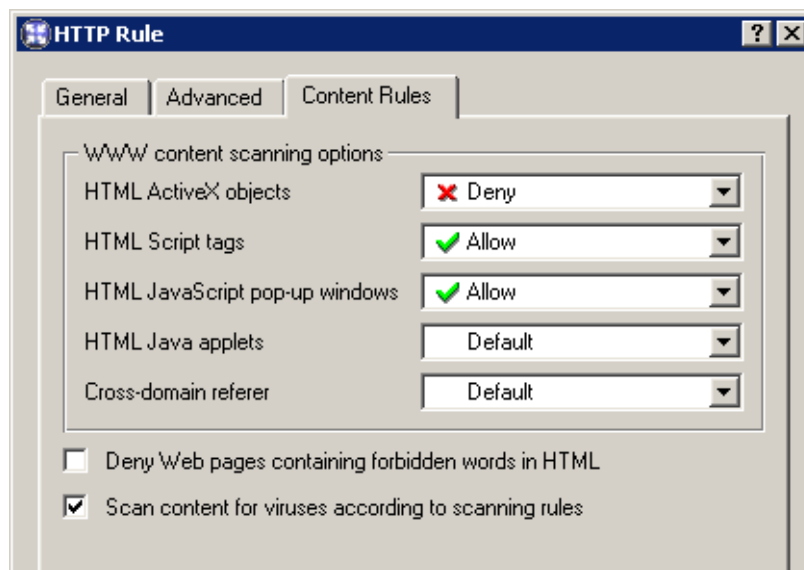 HTTP Rule
General Advanced Content Rules
WWW content scanning options
HTML ActiveX objects Deny
HTML Script tags Allow
HTML JavaScript pop-up windows Allow
HTML Java applets Default
Cross-domain referer Default
Deny Web pages containing forbidden words in HTML
Scan content for viruses according to scanning rules